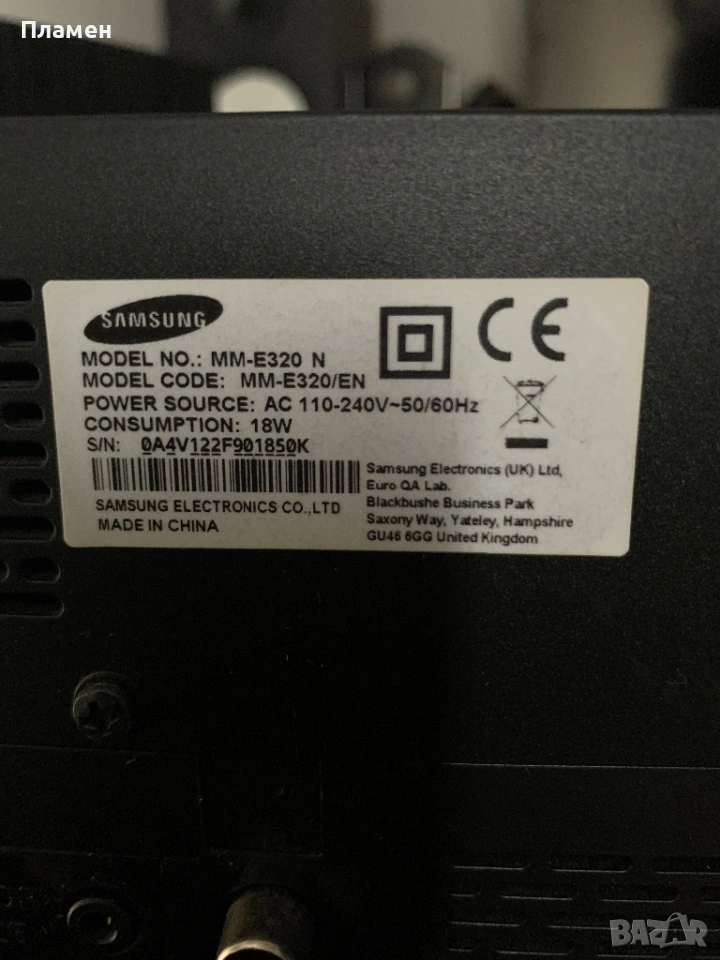 Пламен
SAMSUNG
MODEL NO.: MM-E320 N
MODEL CODE: MM-E320/EN
POWER SOURCE: AC 110-240V~50/60Hz
CONSUMPTION: 18W
S/N: 0A4V122F901850K
SAMSUNG ELECTRONICS CO.,LTD
MADE IN CHINA
CE
Samsung Electronics (UK) Ltd,
Euro QA Lab.
Blackbushe Business Park
Saxony Way, Yateley, Hampshire
GU46 6GG United Kingdom
BAZAR